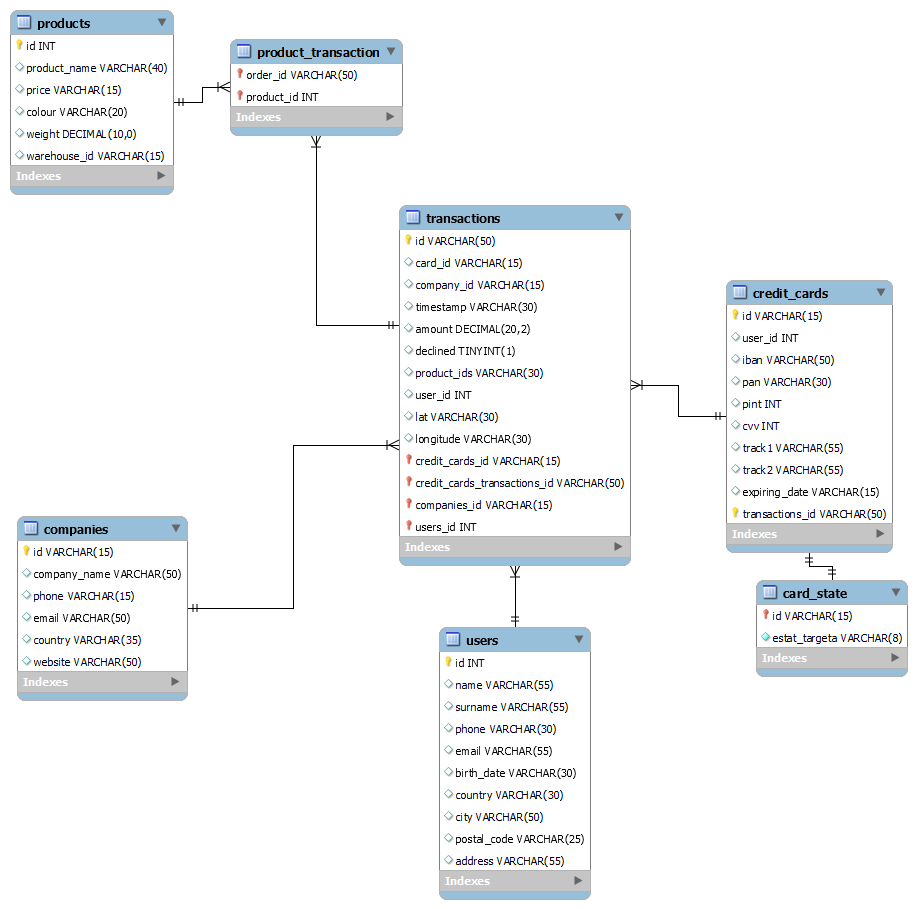 products
id INT
product_name VARCHAR(40)
price VARCHAR(15)
colour VARCHAR(20)
weight DECIMAL(10,0)
warehouse_id VARCHAR(15)
Indexes
product_transaction
order_id VARCHAR(50)
product_id INT
Indexes
transactions
id VARCHAR(50)
card_id VARCHAR(15)
company_id VARCHAR(15)
timestamp VARCHAR(30)
amount DECIMAL(20,2)
declined TINYINT(1)
product_ids VARCHAR(30)
user_id INT
lat VARCHAR(30)
longitude VARCHAR(30)
credit_cards_id VARCHAR(15)
credit_cards_transactions_id VARCHAR(50)
companies_id VARCHAR(15)
users_id INT
Indexes
credit_cards
id VARCHAR(15)
user_id INT
iban VARCHAR(50)
pan VARCHAR(30)
pint INT
cvv INT
track1 VARCHAR(55)
track2 VARCHAR(55)
expiring_date VARCHAR(15)
transactions_id VARCHAR(50)
Indexes
companies
id VARCHAR(15)
company_name VARCHAR(50)
phone VARCHAR(15)
email VARCHAR(50)
country VARCHAR(35)
website VARCHAR(50)
Indexes
card_state
id VARCHAR(15)
estat_targeta VARCHAR(8)
Indexes
users
id INT
name VARCHAR(55)
surname VARCHAR(55)
phone VARCHAR(30)
email VARCHAR(55)
birth_date VARCHAR(30)
country VARCHAR(30)
city VARCHAR(50)
postal_code VARCHAR(25)
address VARCHAR(55)
Indexes